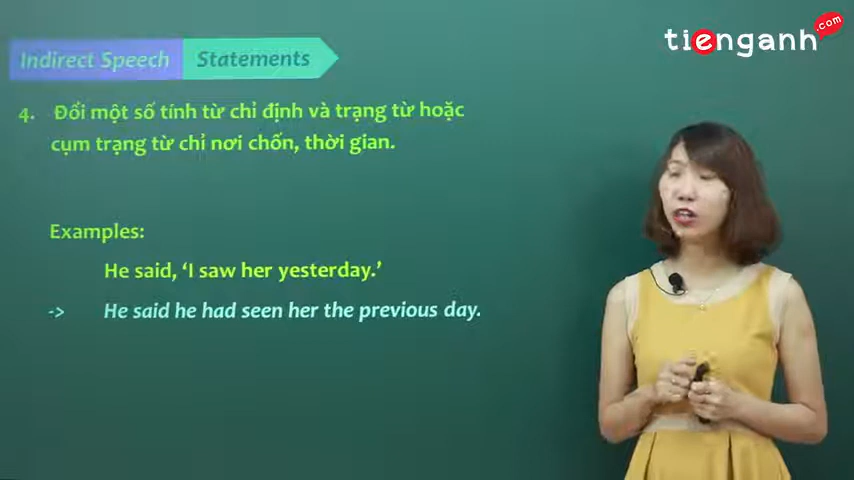 tienganh.com
Indirect Speech Statements
4. Đổi một số tính từ chỉ định và trạng từ hoặc
cụm trạng từ chỉ nơi chốn, thời gian.
Examples:
He said, ‘I saw her yesterday.’
-> He said he had seen her the previous day.